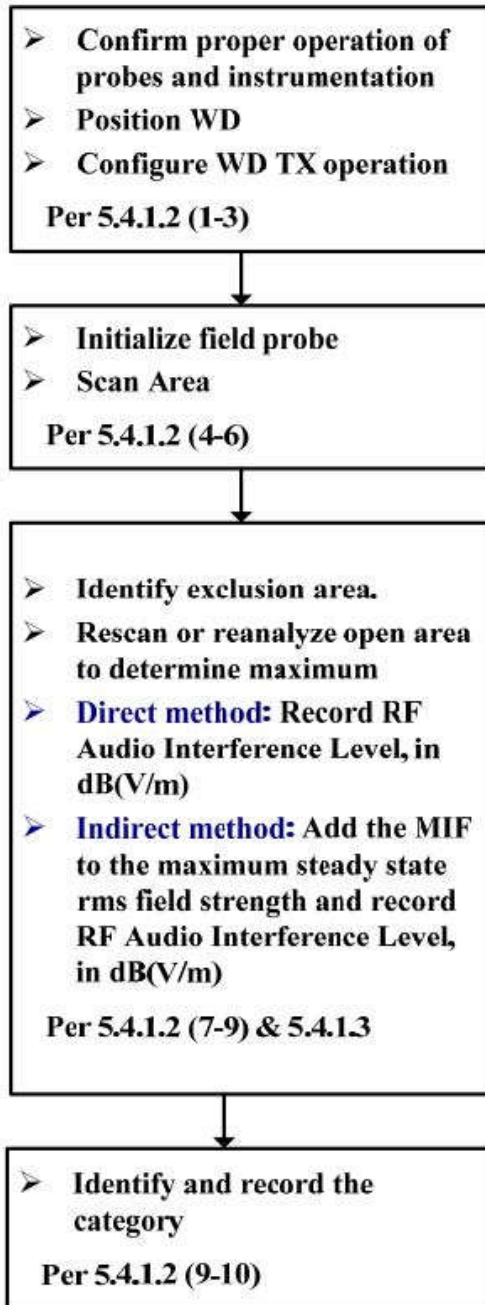 ➢ Confirm proper operation of
probes and instrumentation
➢ Position WD
➢ Configure WD TX operation
Per 5.4.1.2 (1-3)
➢ Initialize field probe
➢ Scan Area
Per 5.4.1.2 (4-6)
➢ Identify exclusion area.
➢ Rescan or reanalyze open area
to determine maximum
➢ Direct method: Record RF
Audio Interference Level, in
dB(V/m)
➢ Indirect method: Add the MIF
to the maximum steady state
rms field strength and record
RF Audio Interference Level,
in dB(V/m)
Per 5.4.1.2 (7-9) & 5.4.1.3
➢ Identify and record the
category
Per 5.4.1.2 (9-10)